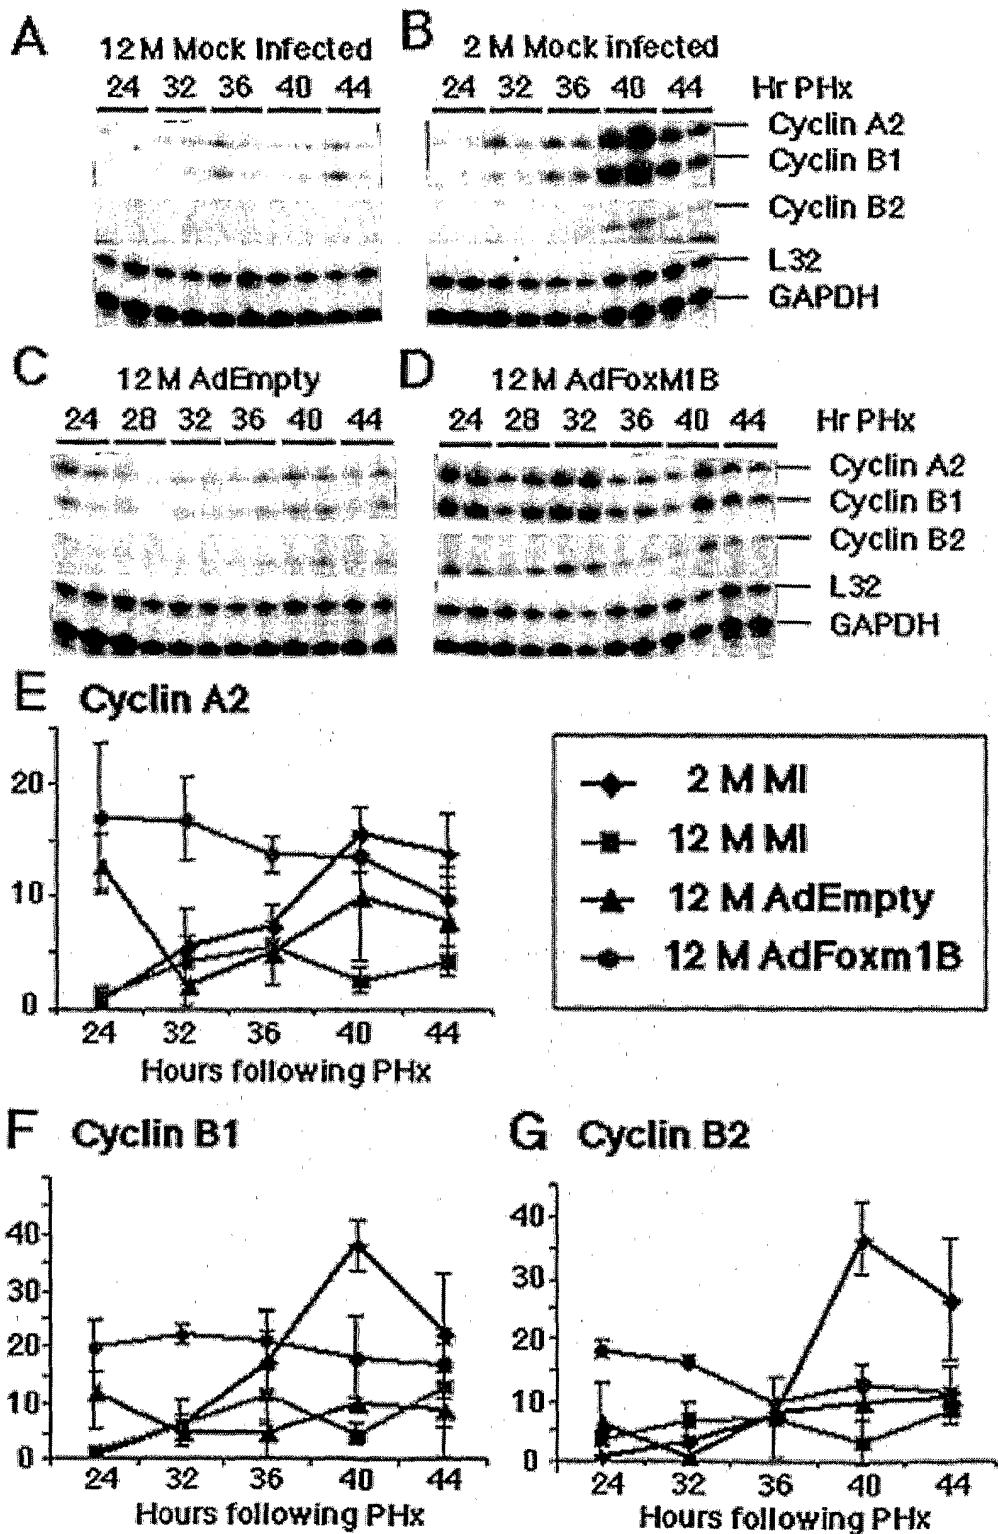 A 12 M Mock Infected
24 32 36 40 44
B 2 M Mock infected
24 32 36 40 44 Hr PHx
Cyclin A2
Cyclin B1
Cyclin B2
L32
GAPDH
C 12 M AdEmpty
24 28 32 36 40 44
D 12 M AdFoxM1B
24 28 32 36 40 44 Hr PHx
Cyclin A2
Cyclin B1
Cyclin B2
L32
GAPDH
E Cyclin A2
20
10
0
24 32 36 40 44
Hours following PHx
2 M MI
12 M MI
12 M AdEmpty
12 M AdFoxm1B
F Cyclin B1
40
30
20
10
0
24 32 36 40 44
Hours following PHx
G Cyclin B2
40
30
20
10
0
24 32 36 40 44
Hours following PHx